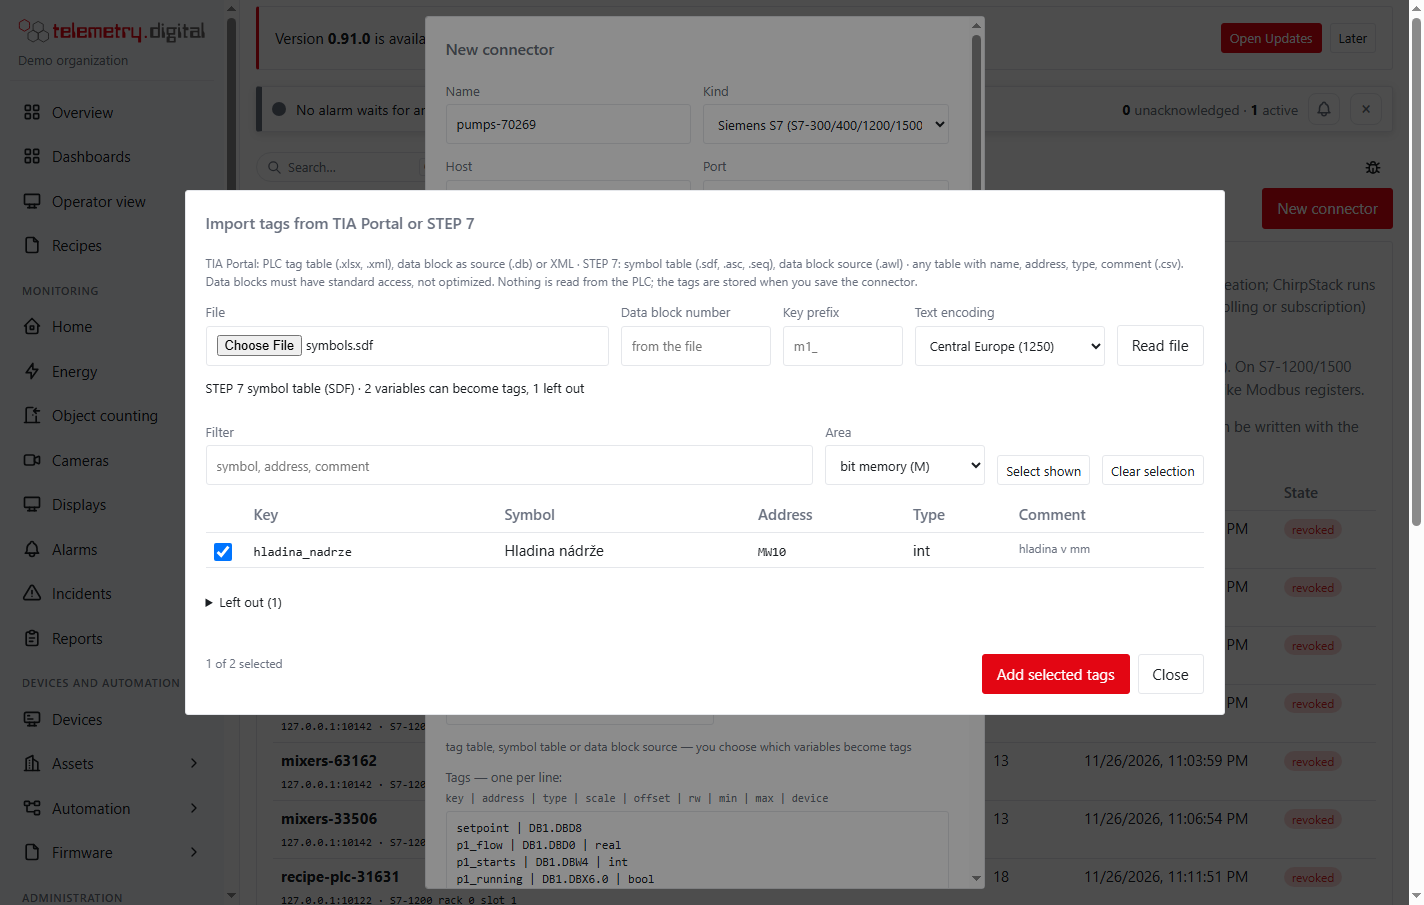 telemetry.digital
Demo organization
Overview
Dashboards
Operator view
Recipes
MONITORING
Home
Energy
Object counting
Cameras
Displays
Alarms
Incidents
Reports
DEVICES AND AUTOMATION
Devices
Assets
Automation
Firmware
ADMINISTRATION
Version 0.91.0 is availa
Open Updates
Later
No alarm waits for an
0 unacknowledged · 1 active
Search...
New connector
New connector
Name
Kind
pumps-70269
Siemens S7 (S7-300/400/1200/1500
Host
Port
Import tags from TIA Portal or STEP 7
TIA Portal: PLC tag table (.xlsx, .xml), data block as source (.db) or XML · STEP 7: symbol table (.sdf, .asc, .seq), data block source (.awl) · any table with name, address, type, comment (.csv).
Data blocks must have standard access, not optimized. Nothing is read from the PLC; the tags are stored when you save the connector.
File
Data block number
Key prefix
Text encoding
Choose File symbols.sdf
from the file
m1_
Central Europe (1250)
Read file
STEP 7 symbol table (SDF) · 2 variables can become tags, 1 left out
Filter
Area
symbol, address, comment
bit memory (M)
Select shown
Clear selection
Key Symbol Address Type Comment
hladina_nadrze Hladina nádrže MW10 int hladina v mm
Left out (1)
1 of 2 selected
Add selected tags
Close
eation; ChirpStack runs
olling or subscription)
. On S7-1200/1500
ke Modbus registers.
n be written with the
State
PM revoked
PM revoked
PM revoked
PM revoked
127.0.0.1:10142 · S7-120
mixers-63162 13 11/26/2026, 11:03:59 PM revoked
127.0.0.1:10142 · S7-120
mixers-33506 13 11/26/2026, 11:06:54 PM revoked
127.0.0.1:10142 · S7-120
recipe-plc-31631 18 11/26/2026, 11:11:51 PM revoked
127.0.0.1:10122 · S7-1200 rack 0 slot 1
tag table, symbol table or data block source — you choose which variables become tags
Tags — one per line:
key | address | type | scale | offset | rw | min | max | device
setpoint | DB1.DBD8
p1_flow | DB1.DBD0 | real
p1_starts | DB1.DBW4 | int
p1_running | DB1.DBX6.0 | bool